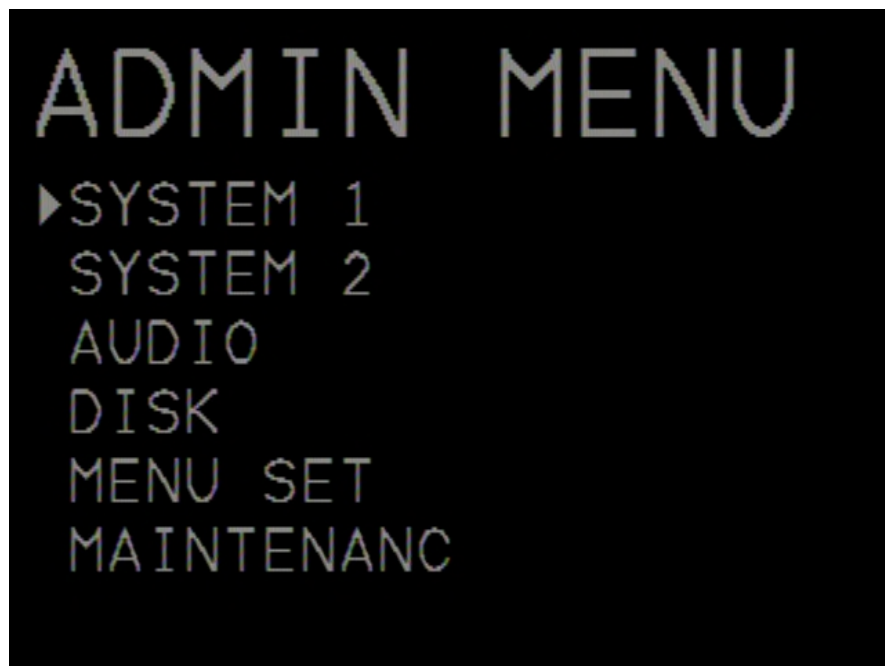 ADMIN MENU
▶SYSTEM 1
SYSTEM 2
AUDIO
DISK
MENU SET
MAINTENANC